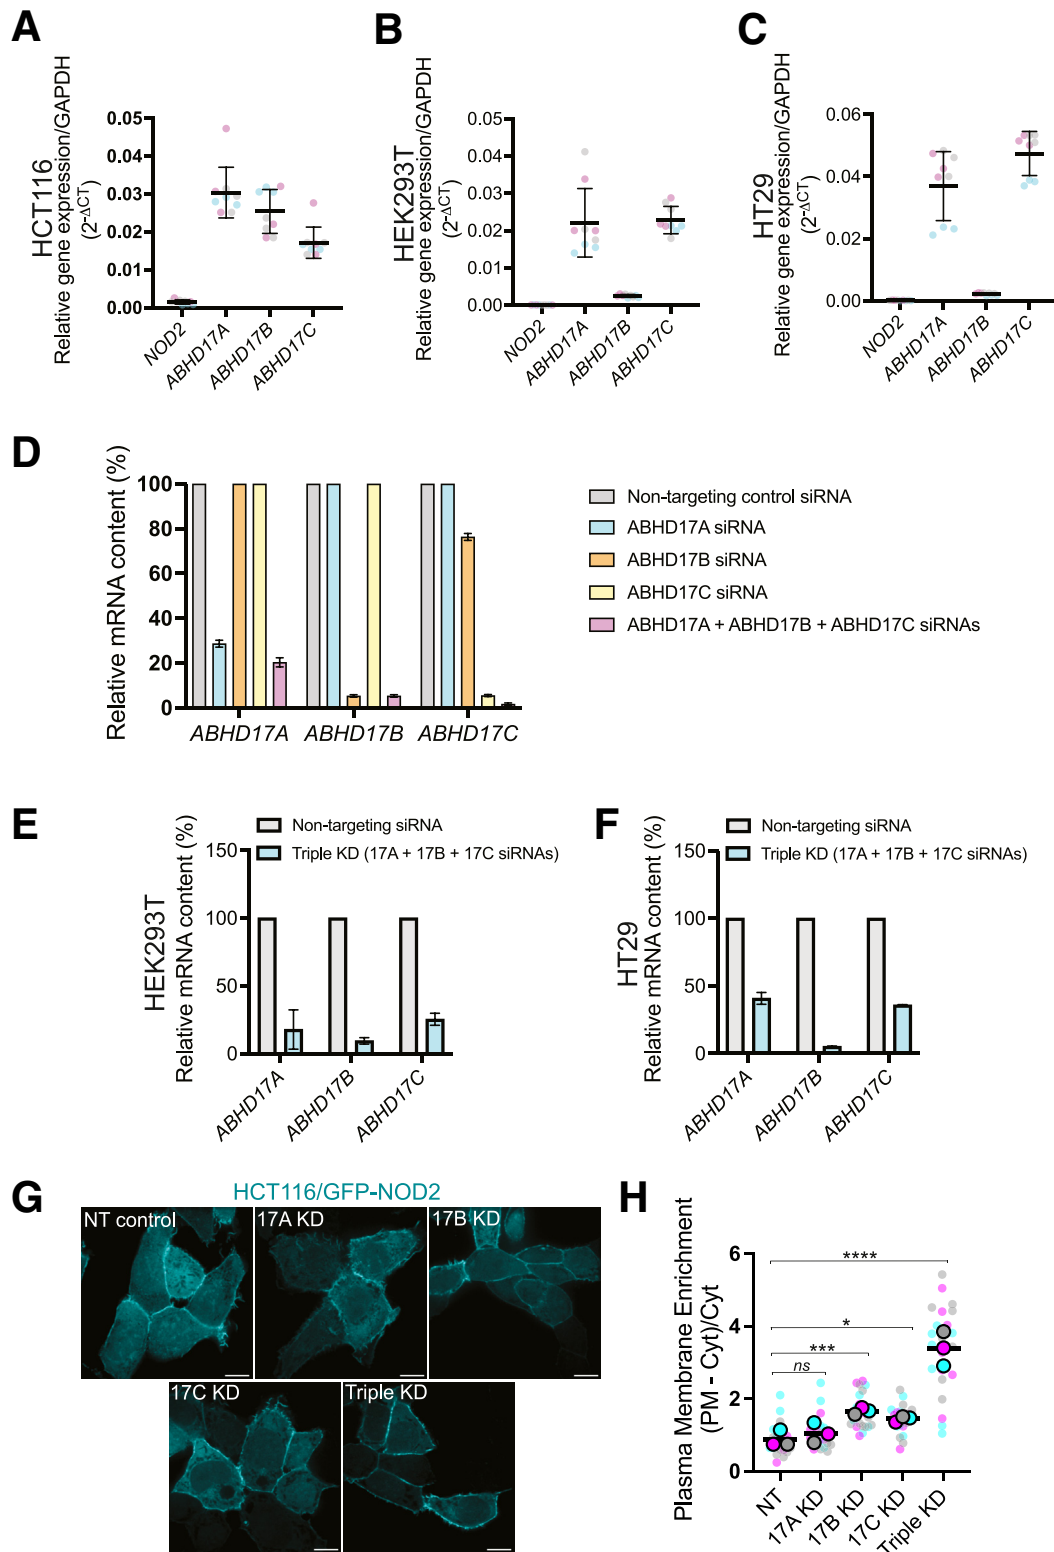 A
HCT116
Relative gene expression/GAPDH
(2-ΔCT)
0.05
0.04
0.03
0.02
0.01
0.00
NOD2
ABHD17A
ABHD17B
ABHD17C
B
HEK293T
Relative gene expression/GAPDH
(2-ΔCT)
0.05
0.04
0.03
0.02
0.01
0.00
NOD2
ABHD17A
ABHD17B
ABHD17C
C
HT29
Relative gene expression/GAPDH
(2-ΔCT)
0.06
0.04
0.02
0.00
NOD2
ABHD17A
ABHD17B
ABHD17C
D
Relative mRNA content (%)
100
80
60
40
20
0
ABHD17A
ABHD17B
ABHD17C
Non-targeting control siRNA
ABHD17A siRNA
ABHD17B siRNA
ABHD17C siRNA
ABHD17A + ABHD17B + ABHD17C siRNAs
E
Non-targeting siRNA
Triple KD (17A + 17B + 17C siRNAs)
HEK293T
Relative mRNA content (%)
150
100
50
0
ABHD17A
ABHD17B
ABHD17C
F
Non-targeting siRNA
Triple KD (17A + 17B + 17C siRNAs)
HT29
Relative mRNA content (%)
150
100
50
0
ABHD17A
ABHD17B
ABHD17C
G
HCT116/GFP-NOD2
NT control
17A KD
17B KD
17C KD
Triple KD
H
Plasma Membrane Enrichment
(PM - Cyt)/Cyt
6
4
2
0
****
*
***
ns
NT
17A KD
17B KD
17C KD
Triple KD